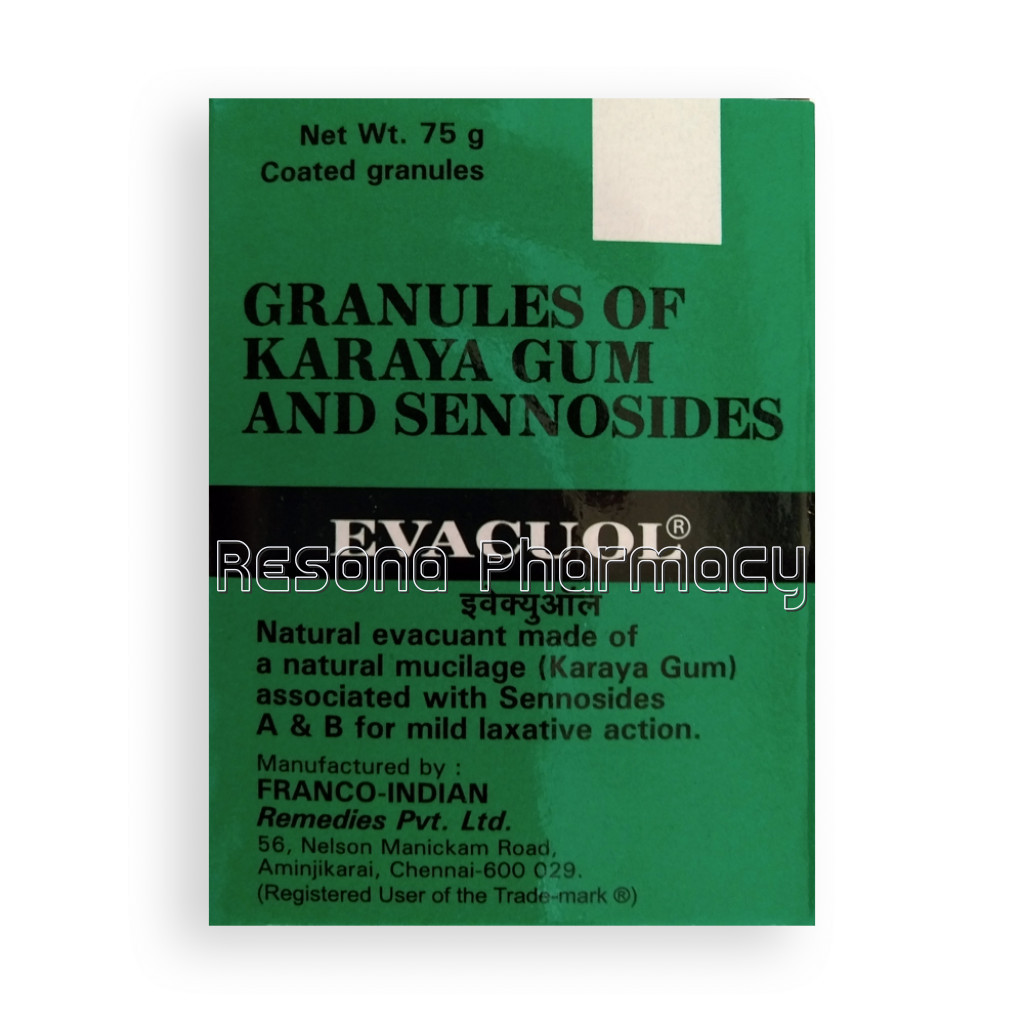 Net Wt. 75 g
Coated granules
GRANULES OF
KARAYA GUM
AND SENNOSIDES
EVACUOL®
Resona Pharmacy
इवेक्युऑल
Natural evacuant made of
a natural mucilage (Karaya Gum)
associated with Sennosides
A & B for mild laxative action.
Manufactured by :
FRANCO-INDIAN
Remedies Pvt. Ltd.
56, Nelson Manickam Road,
Aminjikarai, Chennai-600 029.
(Registered User of the Trade-mark ®)